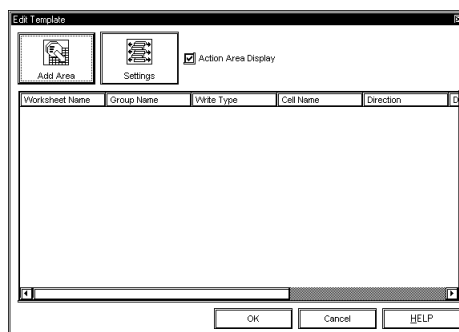 Edit Template
Add Area
Settings
Action Area Display
Worksheet Name Group Name Write Type Cell Name Direction D
OK Cancel HELP